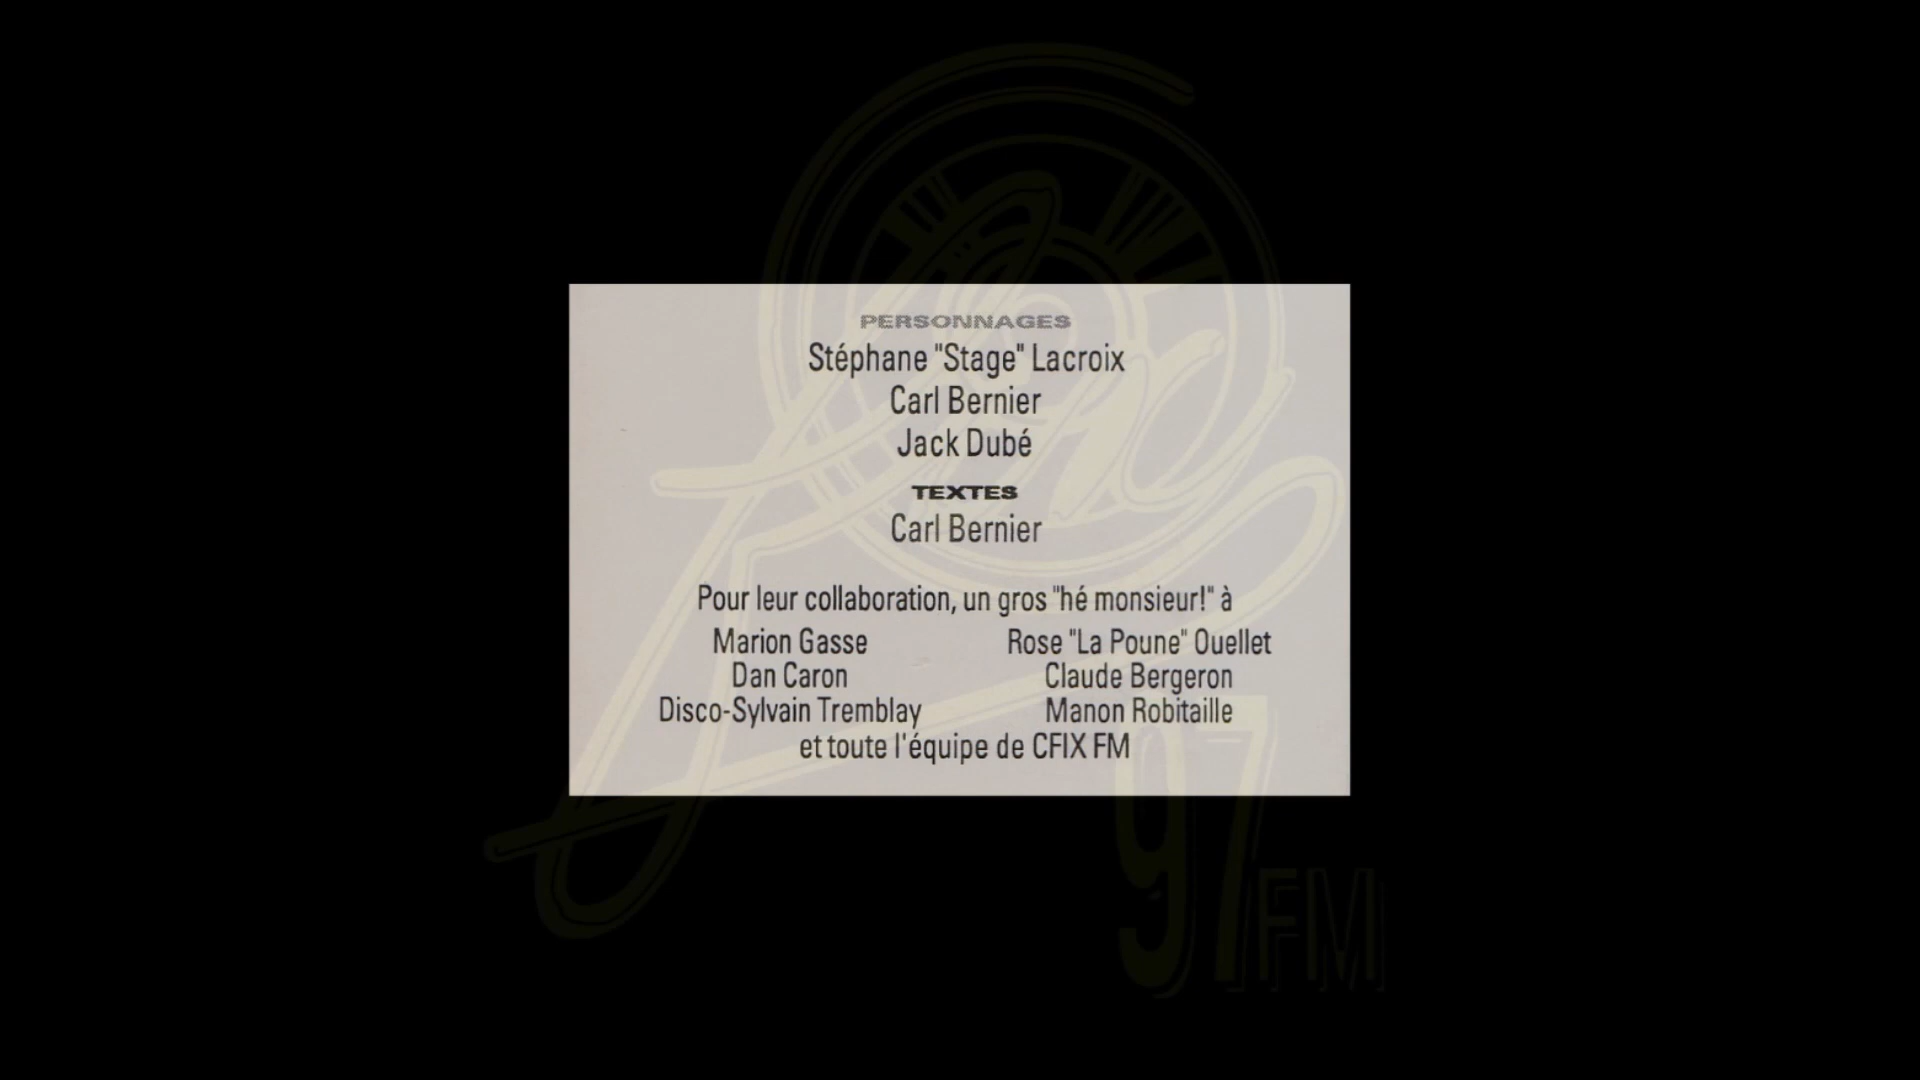 PERSONNAGES
Stéphane "Stage" Lacroix
Carl Bernier
Jack Dubé
TEXTES
Carl Bernier
Pour leur collaboration, un gros "hé monsieur!" à
Marion Gasse
Rose "La Poune" Ouellet
Dan Caron
Claude Bergeron
Disco-Sylvain Tremblay
Manon Robitaille
et toute l'équipe de CFIX FM
97 FM